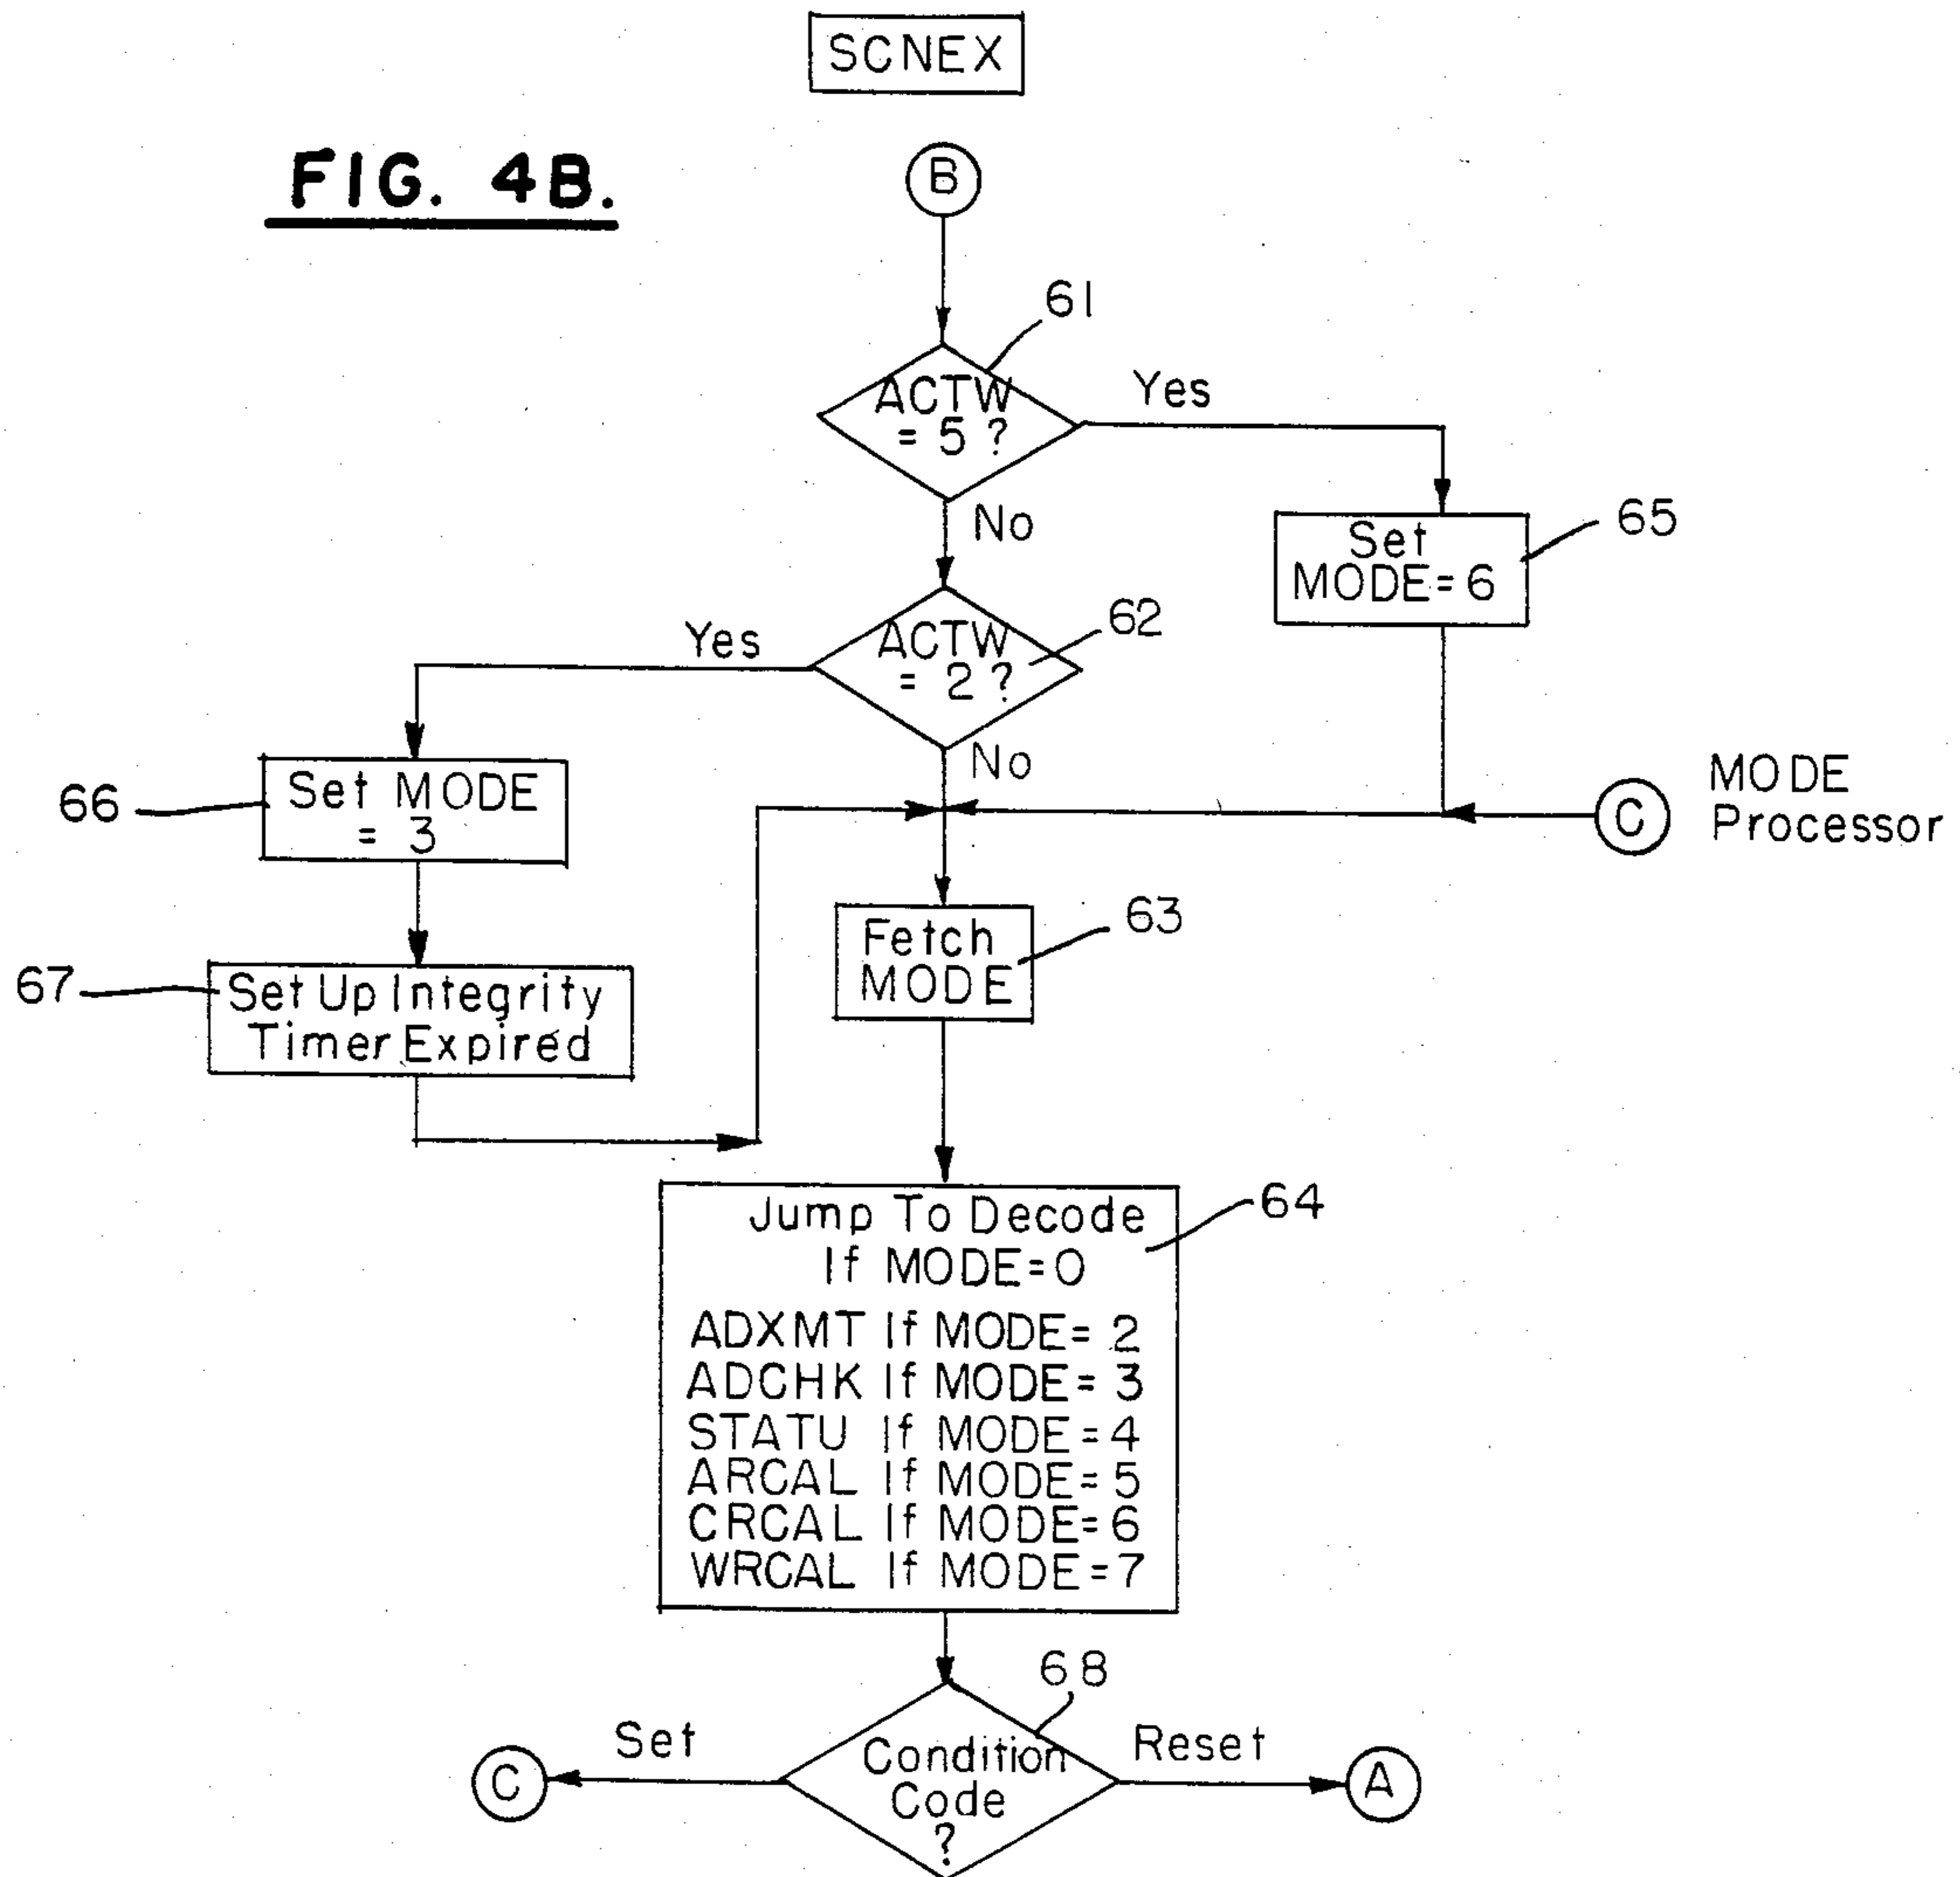 SCNEX
FIG. 4B.
B
61
ACTW
= 5 ?
Yes
No
65
Set
MODE = 6
62
ACTW
= 2 ?
Yes
No
66
Set MODE
= 3
MODE
Processor
C
63
Fetch
MODE
67
Set Up Integrity
Timer Expired
64
Jump To Decode
If MODE = 0
ADXMT If MODE = 2
ADCHK If MODE = 3
STATU If MODE = 4
ARCAL If MODE = 5
CRCAL If MODE = 6
WRCAL If MODE = 7
68
Condition
Code
?
Set
Reset
C
A